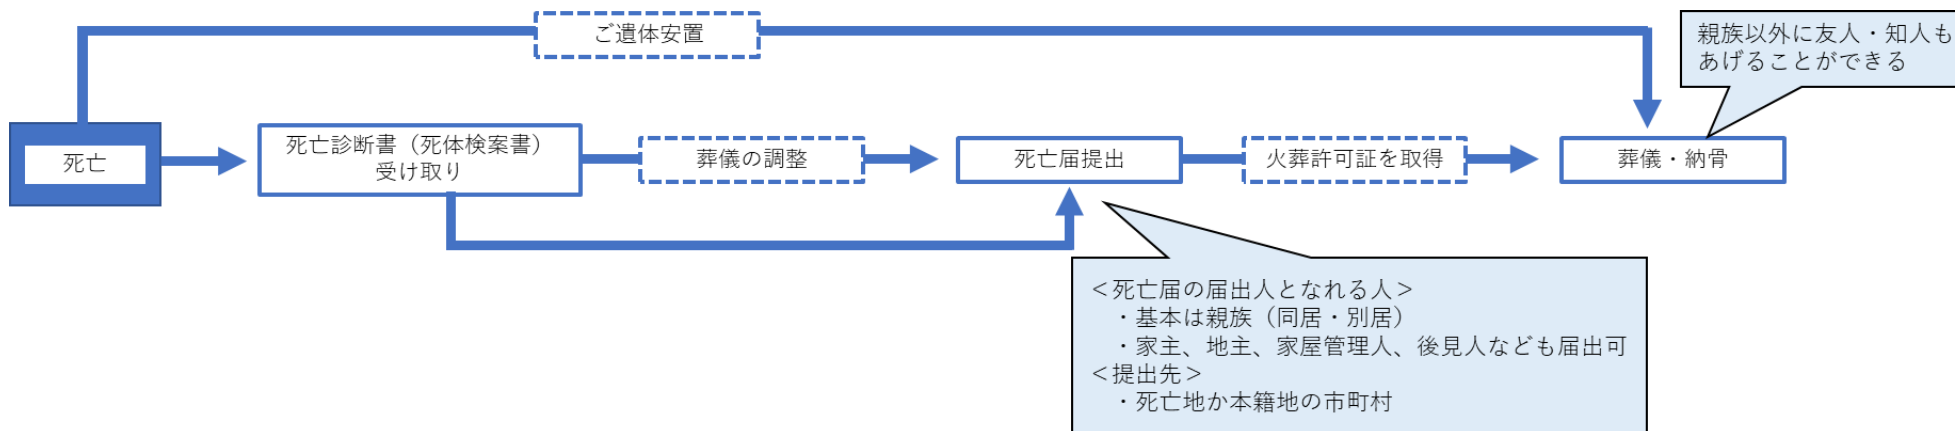 ご遺体安置
親族以外に友人・知人も
あげることができる
死亡
死亡診断書（死体検案書）
受け取り
葬儀の調整
死亡届提出
火葬許可証を取得
葬儀・納骨
＜死亡届の届出人となれる人＞
・基本は親族（同居・別居）
・家主、地主、家屋管理人、後見人なども届出可
＜提出先＞
・死亡地か本籍地の市町村